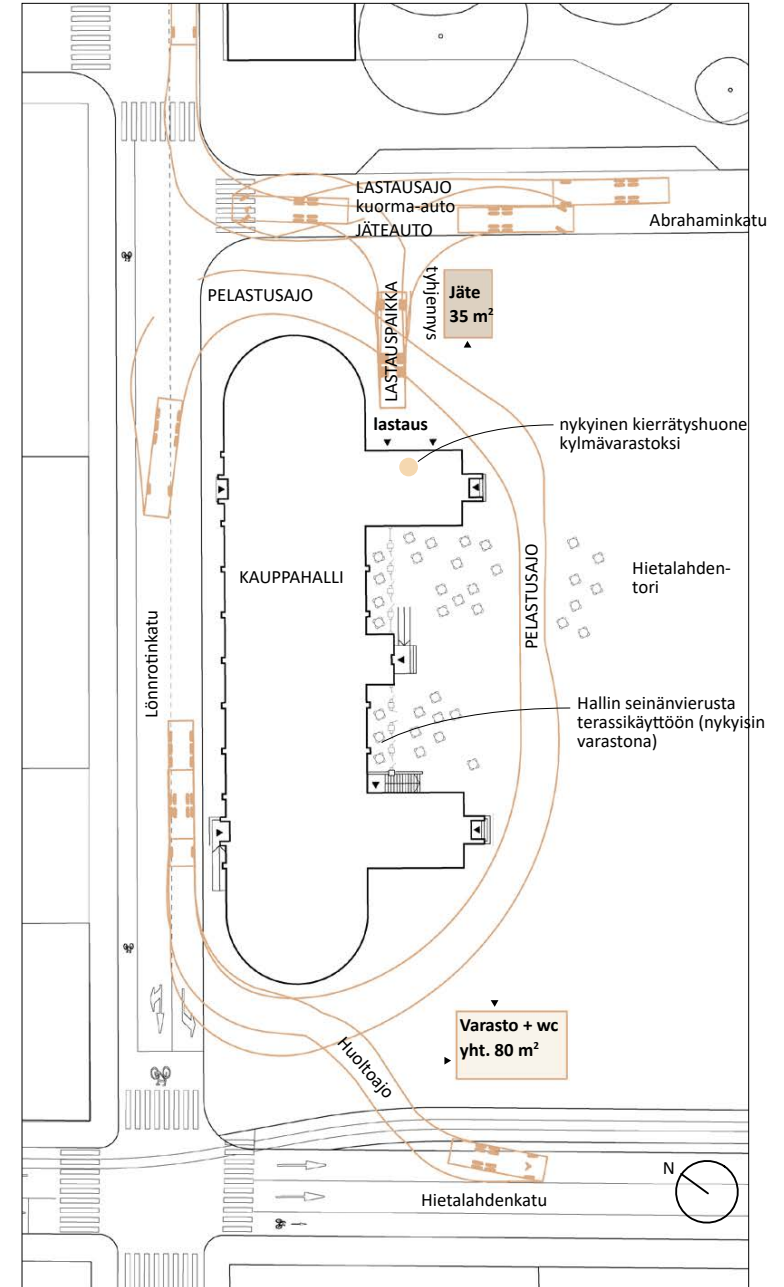 LASTAUSAJO
kuorma-auto
JÄTEAUTO
Abrahaminkatu
PELASTUSAJO
LASTAUSPAIKKA
tyhjennys
Jäte
35 m²
lastaus
nykyinen kierrätyshuone
kylmävarastoksi
KAUPPAHALLI
PELASTUSAJO
Hietalahden-
tori
Lönnrotinkatu
Hallin seinänvierusta
terassikäyttöön (nykyisin
varastona)
Varasto + wc
yht. 80 m²
Huoltoajo
N
Hietalahdenkatu